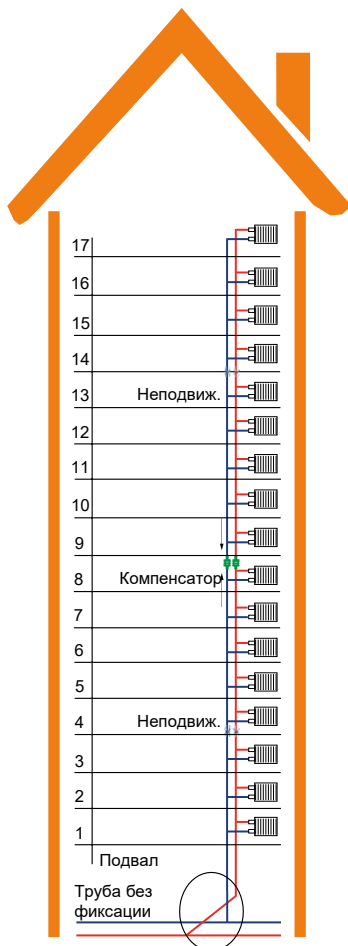 17
16
15
14
13 Неподвиж.
12
11
10
9
8 Компенсатор
7
6
5
4 Неподвиж.
3
2
1
Подвал
Труба без
фиксации